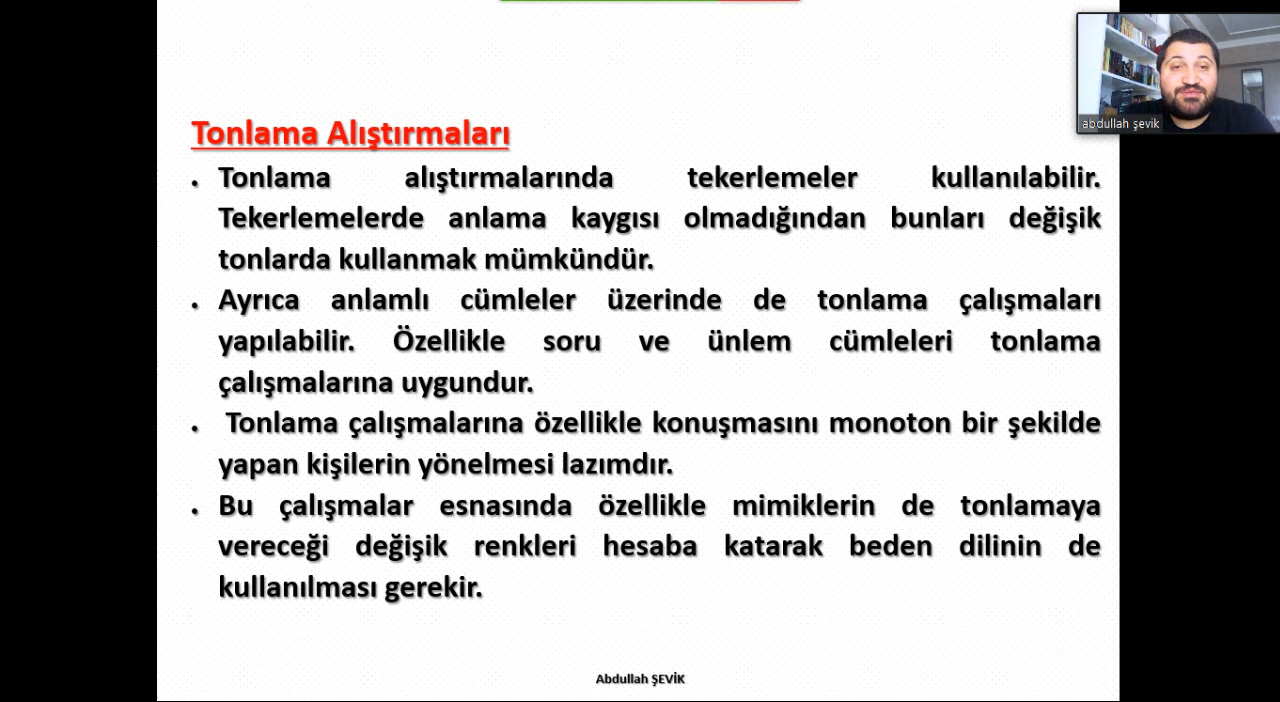 abdullah şevik
Tonlama Alıştırmaları
• Tonlama alıştırmalarında tekerlemeler kullanılabilir.
Tekerlemelerde anlama kaygısı olmadığından bunları değişik
tonlarda kullanmak mümkündür.
• Ayrıca anlamlı cümleler üzerinde de tonlama çalışmaları
yapılabilir. Özellikle soru ve ünlem cümleleri tonlama
çalışmalarına uygundur.
• Tonlama çalışmalarına özellikle konuşmasını monoton bir şekilde
yapan kişilerin yönelmesi lazımdır.
• Bu çalışmalar esnasında özellikle mimiklerin de tonlamaya
vereceği değişik renkleri hesaba katarak beden dilinin de
kullanılması gerekir.
Abdullah ŞEVİK